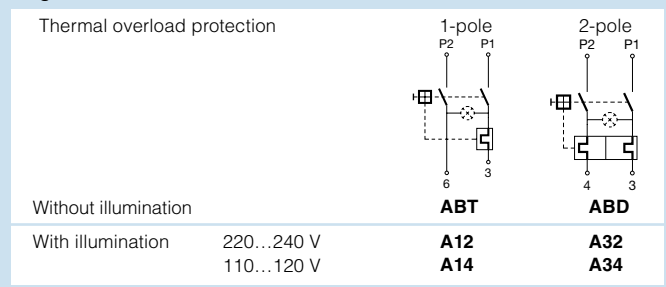 Thermal overload protection 1-pole 2-pole
P2 P1 P2 P1
6 3 4 3
Without illumination ABT ABD
With illumination 220...240 V A12 A32
110...120 V A14 A34